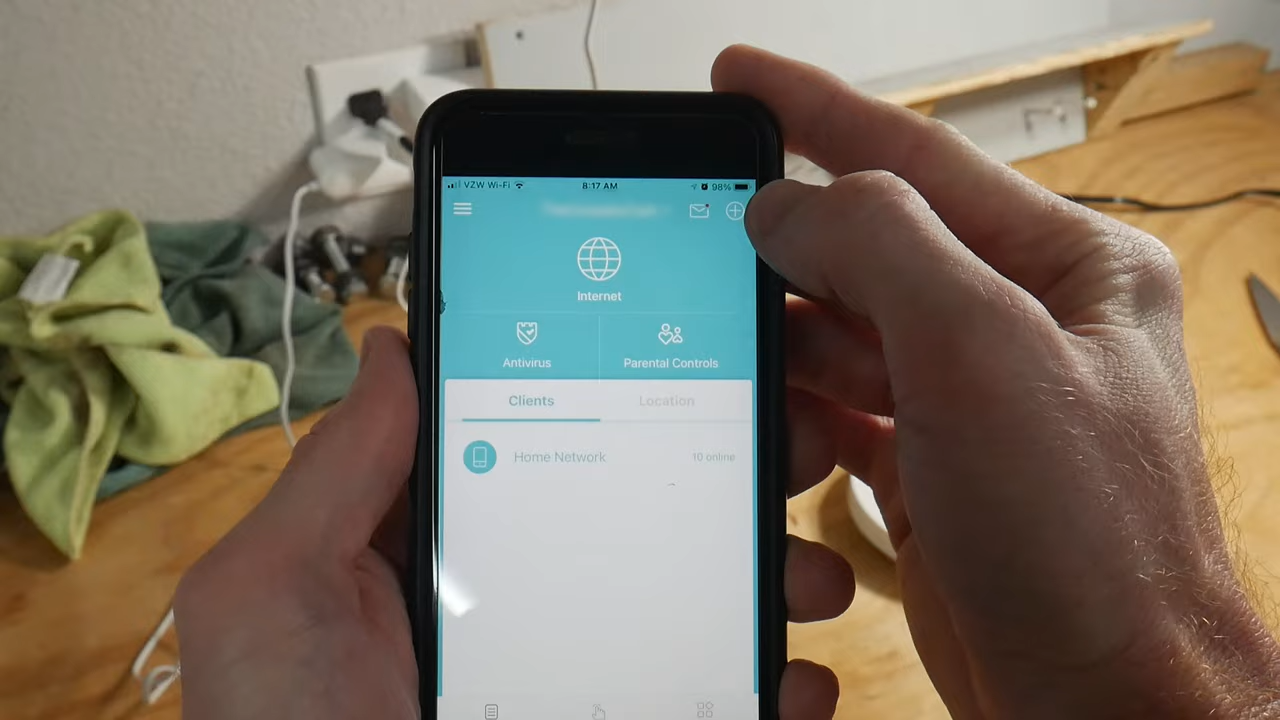 VZW Wi-Fi 8:17 AM 98%
Internet
Antivirus Parental Controls
Clients Location
Home Network 10 online